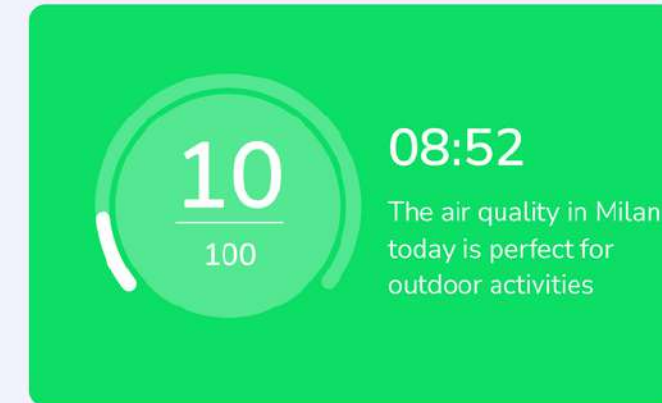 10
100
08:52
The air quality in Milan
today is perfect for
outdoor activities